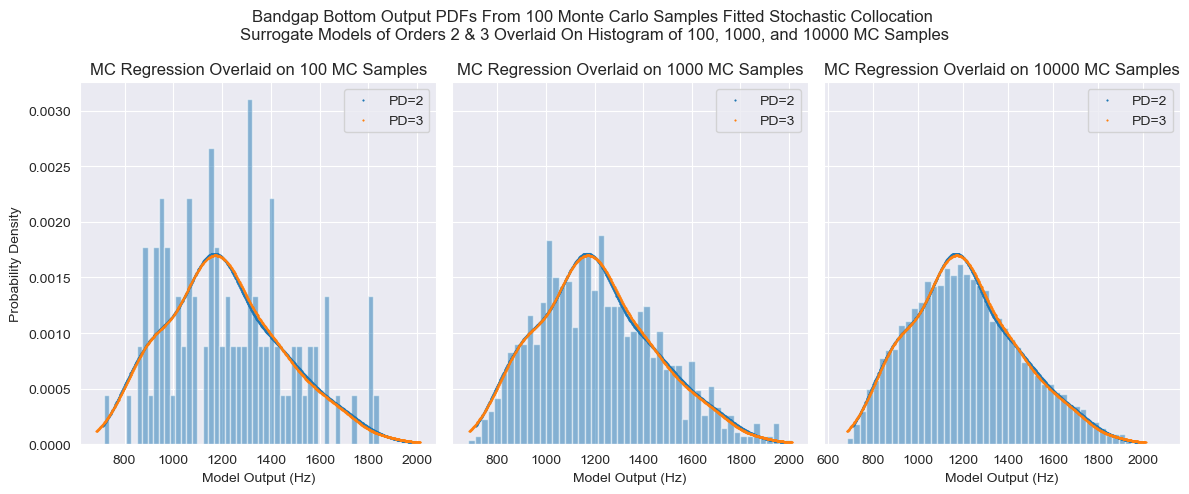 Bandgap Bottom Output PDFs From 100 Monte Carlo Samples Fitted Stochastic Collocation
Surrogate Models of Orders 2 & 3 Overlaid On Histogram of 100, 1000, and 10000 MC Samples
MC Regression Overlaid on 100 MC Samples
MC Regression Overlaid on 1000 MC Samples
MC Regression Overlaid on 10000 MC Samples
PD=2
PD=3
PD=2
PD=3
PD=2
PD=3
Probability Density
0.0030
0.0025
0.0020
0.0015
0.0010
0.0005
0.0000
800 1000 1200 1400 1600 1800 2000
800 1000 1200 1400 1600 1800 2000
600 800 1000 1200 1400 1600 1800 2000
Model Output (Hz)
Model Output (Hz)
Model Output (Hz)